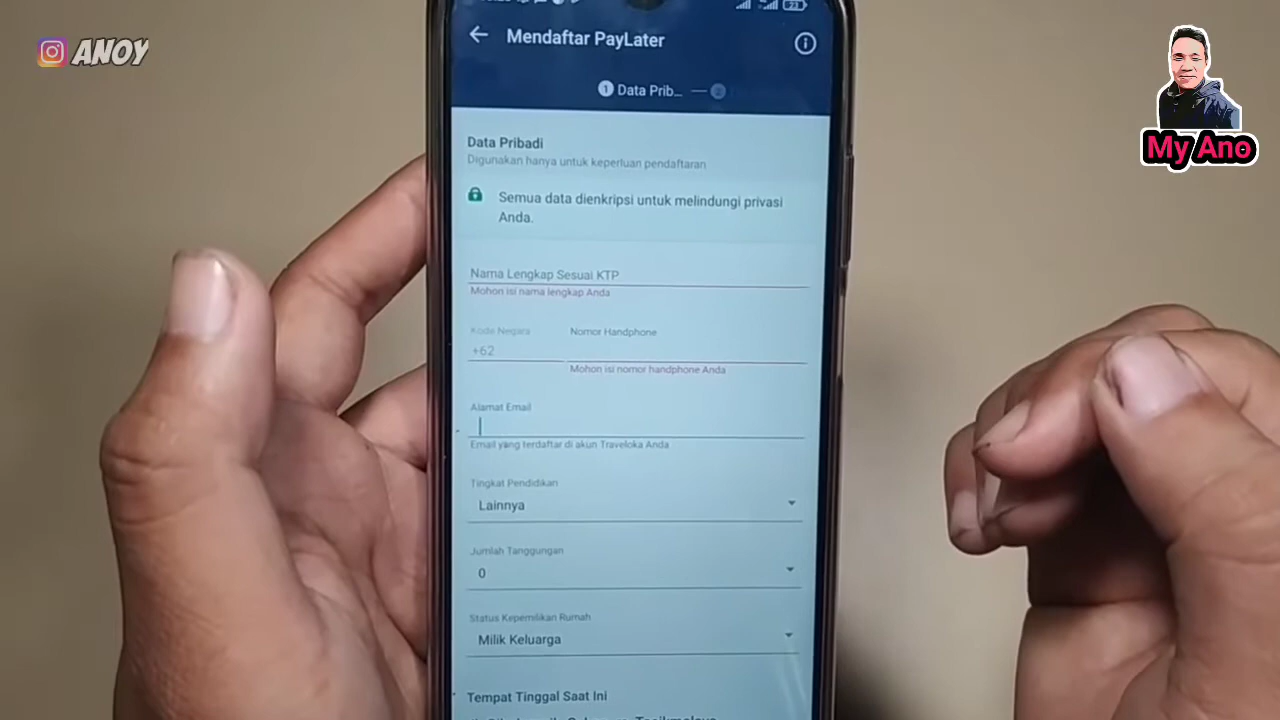 ANOY
My Ano
23
Mendaftar PayLater
1 Data Prib... 2
Data Pribadi
Digunakan hanya untuk keperluan pendaftaran
Semua data dienkripsi untuk melindungi privasi
Anda.
Nama Lengkap Sesuai KTP
Mohon isi nama lengkap Anda
Kode Negara Nomor Handphone
+62
Mohon isi nomor handphone Anda
Alamat Email
Email yang terdaftar di akun Traveloka Anda
Tingkat Pendidikan
Lainnya
Jumlah Tanggungan
0
Status Kepemilikan Rumah
Milik Keluarga
Tempat Tinggal Saat Ini